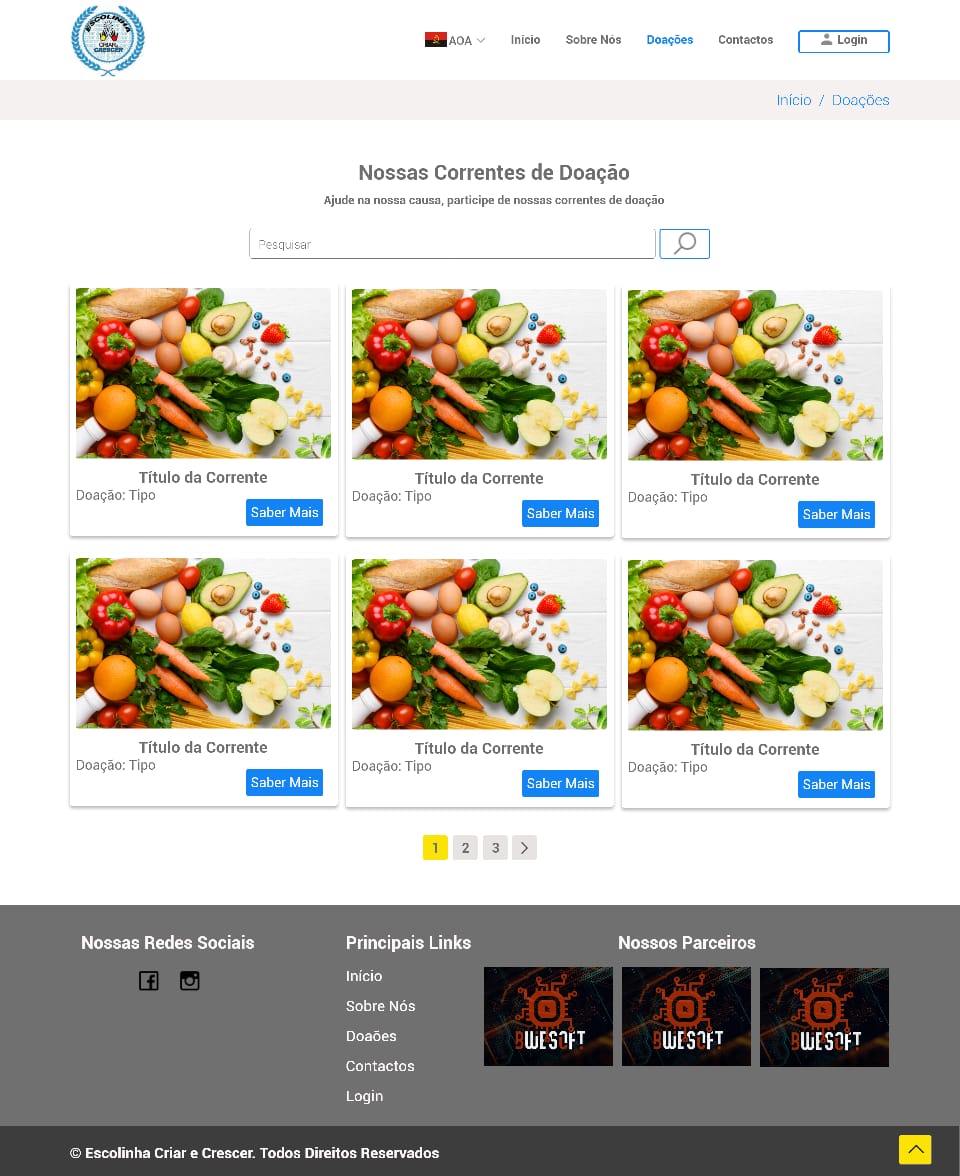 ESCOLINHA
CRIAR
CRESCER
AOA
Início
Sobre Nós
Doações
Contactos
Login
Início / Doações
Nossas Correntes de Doação
Ajude na nossa causa, participe de nossas correntes de doação
Pesquisar
Título da Corrente
Doação: Tipo
Saber Mais
Título da Corrente
Doação: Tipo
Saber Mais
Título da Corrente
Doação: Tipo
Saber Mais
Título da Corrente
Doação: Tipo
Saber Mais
Título da Corrente
Doação: Tipo
Saber Mais
Título da Corrente
Doação: Tipo
Saber Mais
1 2 3
Nossas Redes Sociais
Principais Links
Início
Sobre Nós
Doaões
Contactos
Login
Nossos Parceiros
BWESOFT
BWESOFT
BWESOFT
© Escolinha Criar e Crescer. Todos Direitos Reservados